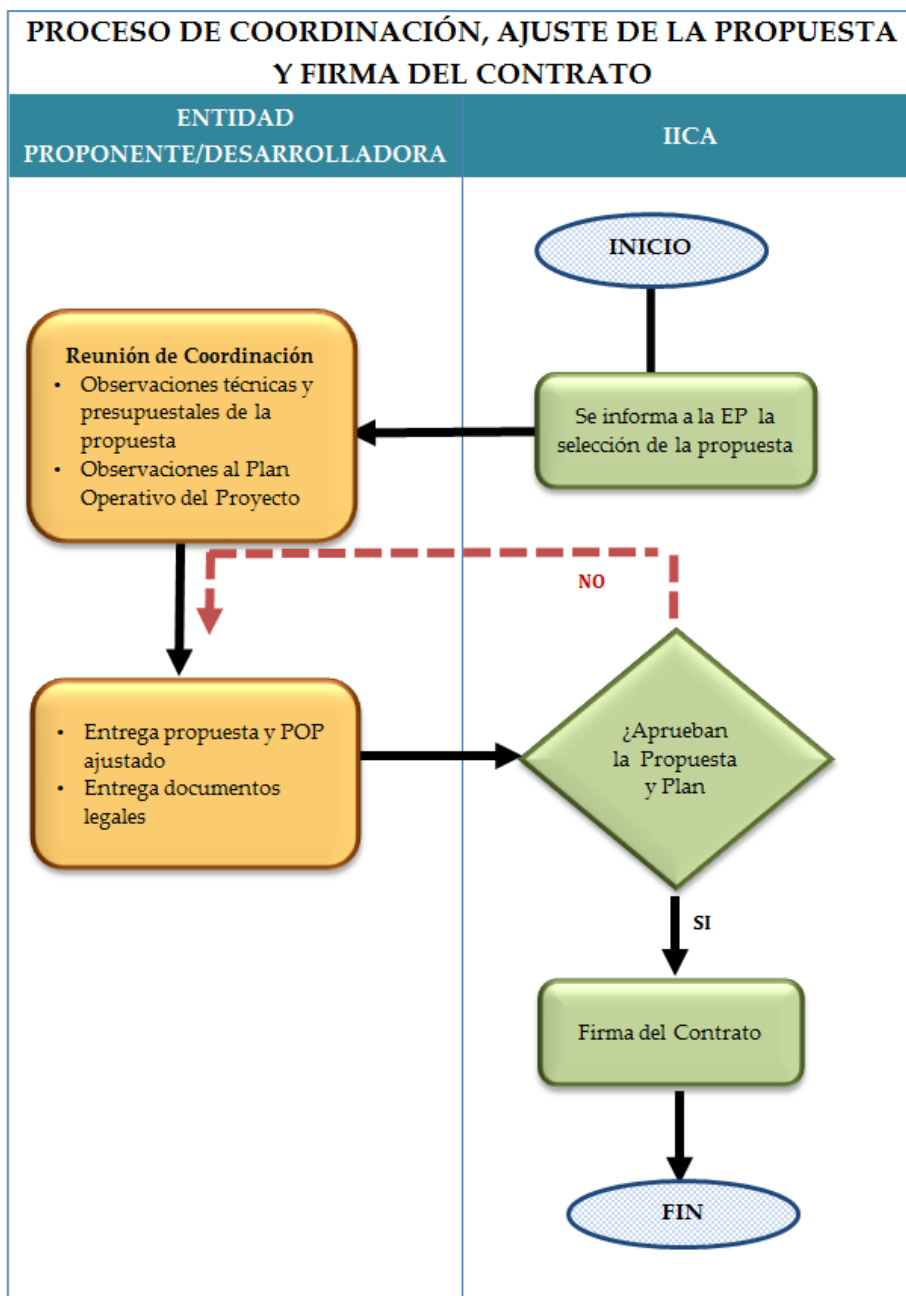 PROCESO DE COORDINACIÓN, AJUSTE DE LA PROPUESTA
Y FIRMA DEL CONTRATO
ENTIDAD
PROPONENTE/DESARROLLADORA
IICA
INICIO
Se informa a la EP la
selección de la propuesta
Reunión de Coordinación
• Observaciones técnicas y
presupuestales de la
propuesta
• Observaciones al Plan
Operativo del Proyecto
NO
• Entrega propuesta y POP
ajustado
• Entrega documentos
legales
¿Aprueban
la Propuesta
y Plan
SI
Firma del Contrato
FIN